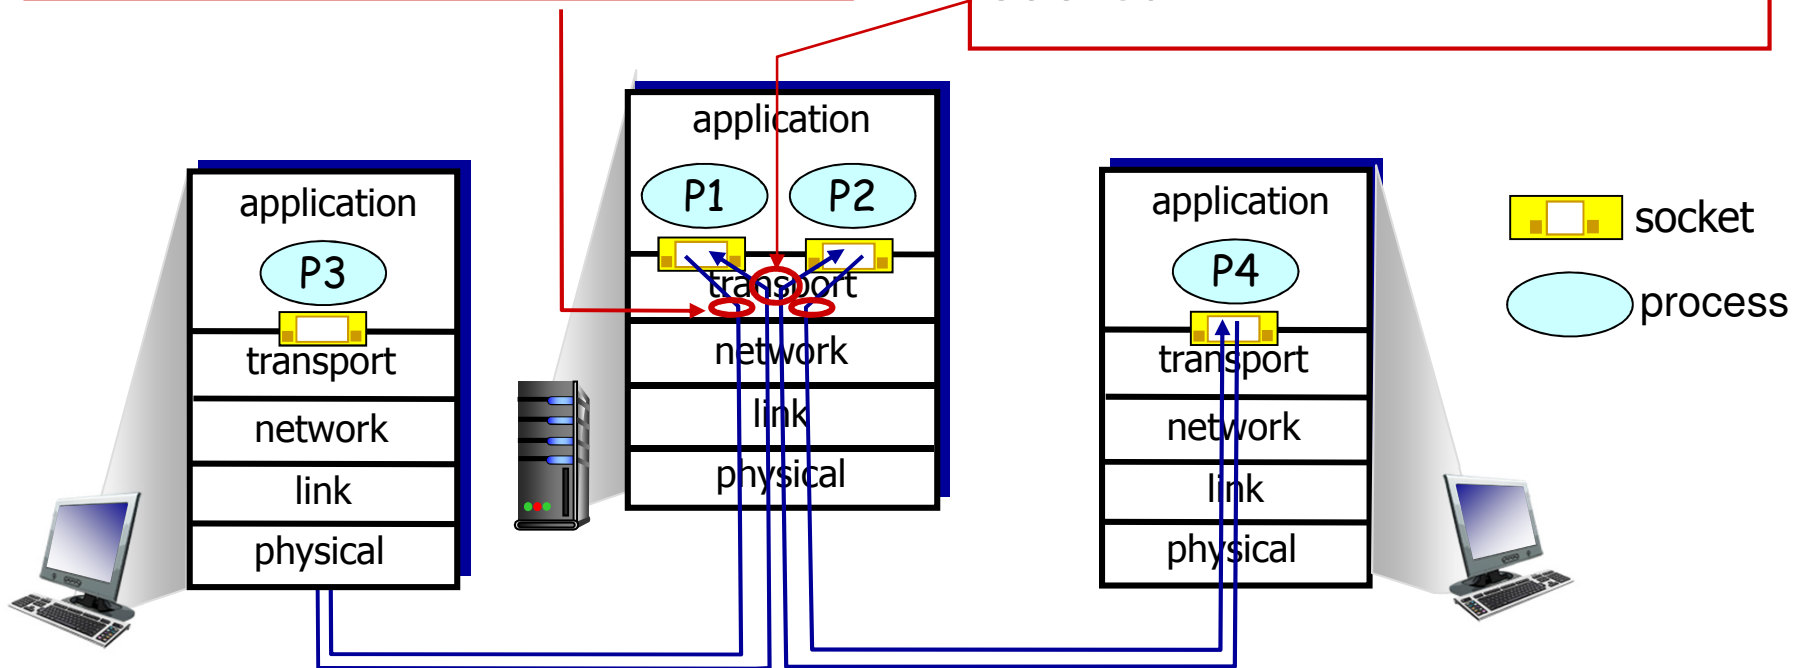 application
P1
P2
transport
network
link
physical
application
P3
transport
network
link
physical
application
P4
transport
network
link
physical
socket
process